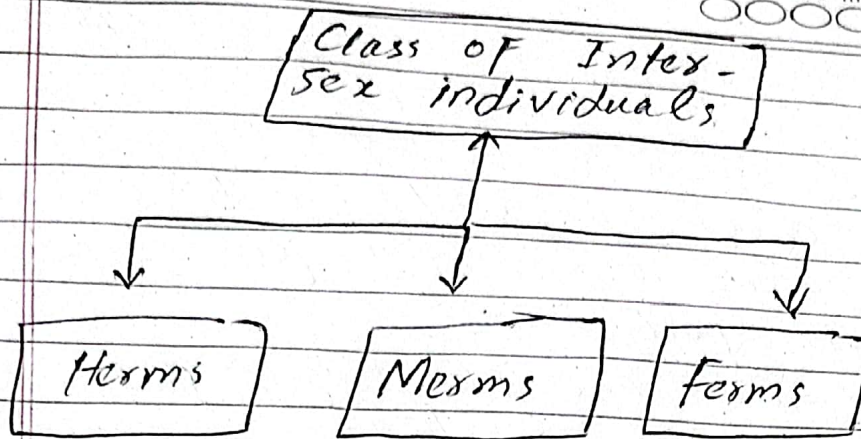 Class of Inter-
sex individuals
Herms Merms Ferms